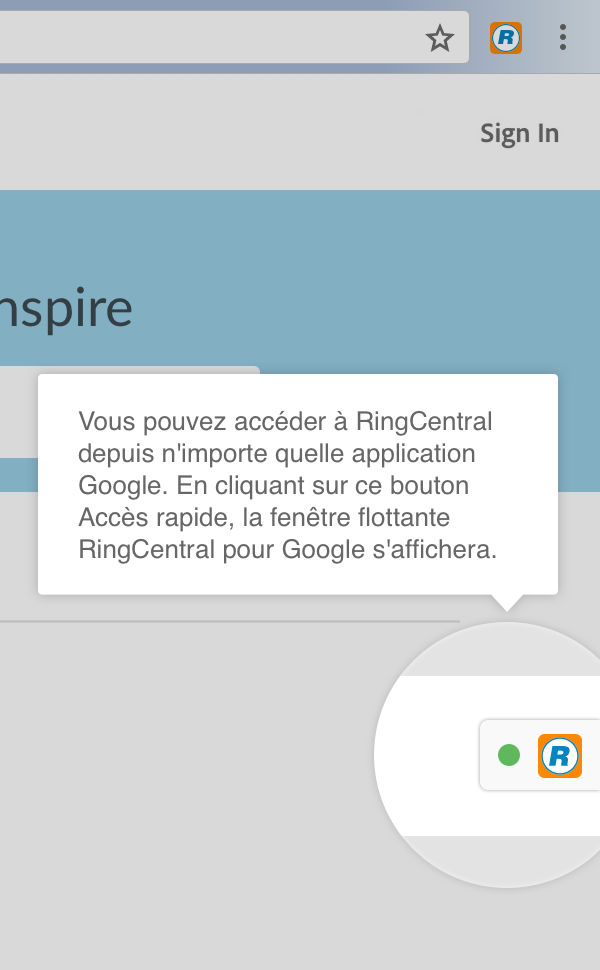 R
Sign In
nspire
Vous pouvez accéder à RingCentral
depuis n'importe quelle application
Google. En cliquant sur ce bouton
Accès rapide, la fenêtre flottante
RingCentral pour Google s'affichera.
R